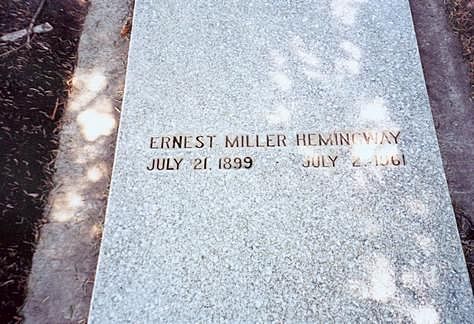 ERNEST MILLER HEMINGWAY
JULY 21, 1899 · JULY 2, 1961